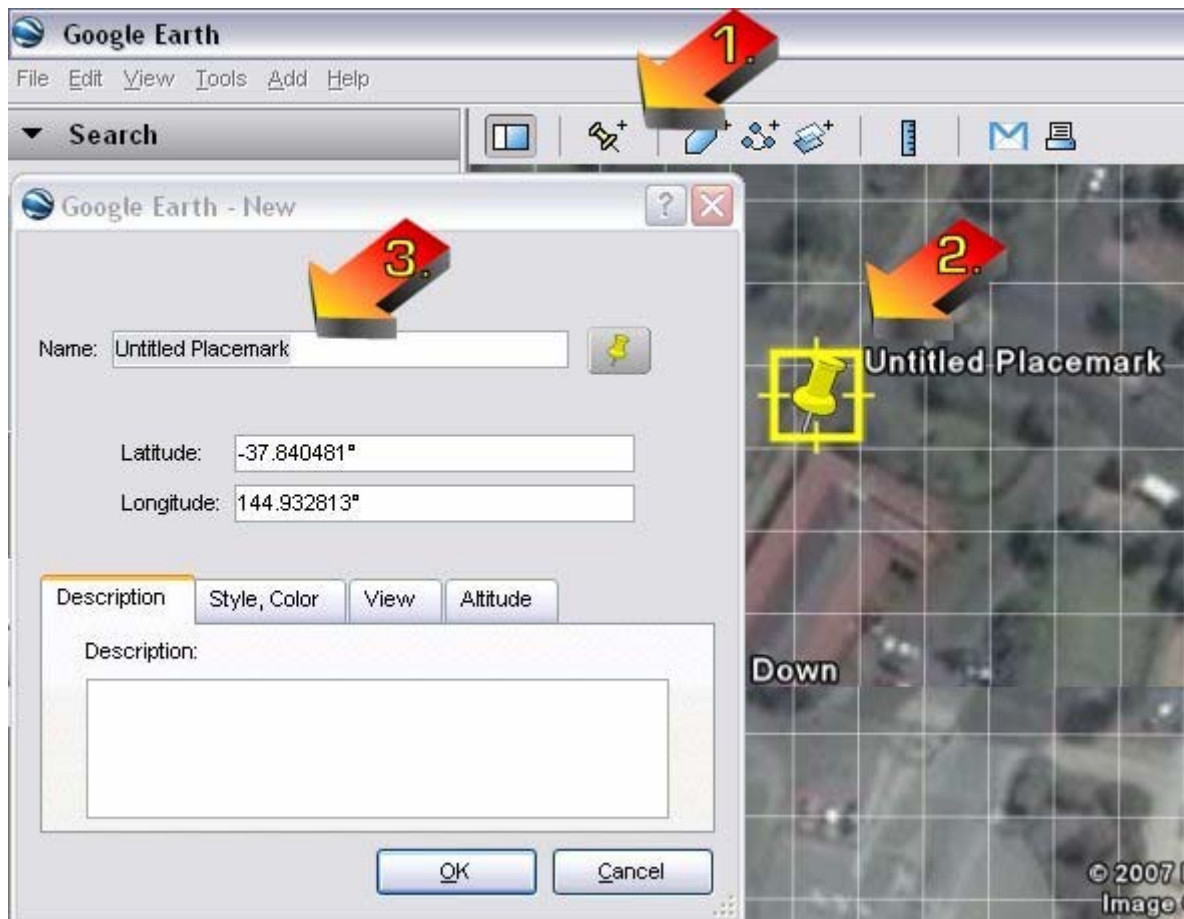 Google Earth
File Edit View Tools Add Help
1.
Search
Google Earth - New
?
3.
2.
Name: Untitled Placemark
Untitled Placemark
Latitude: -37.840481°
Longitude: 144.932813°
Description Style, Color View Altitude
Description:
Down
OK Cancel
© 2007
Image